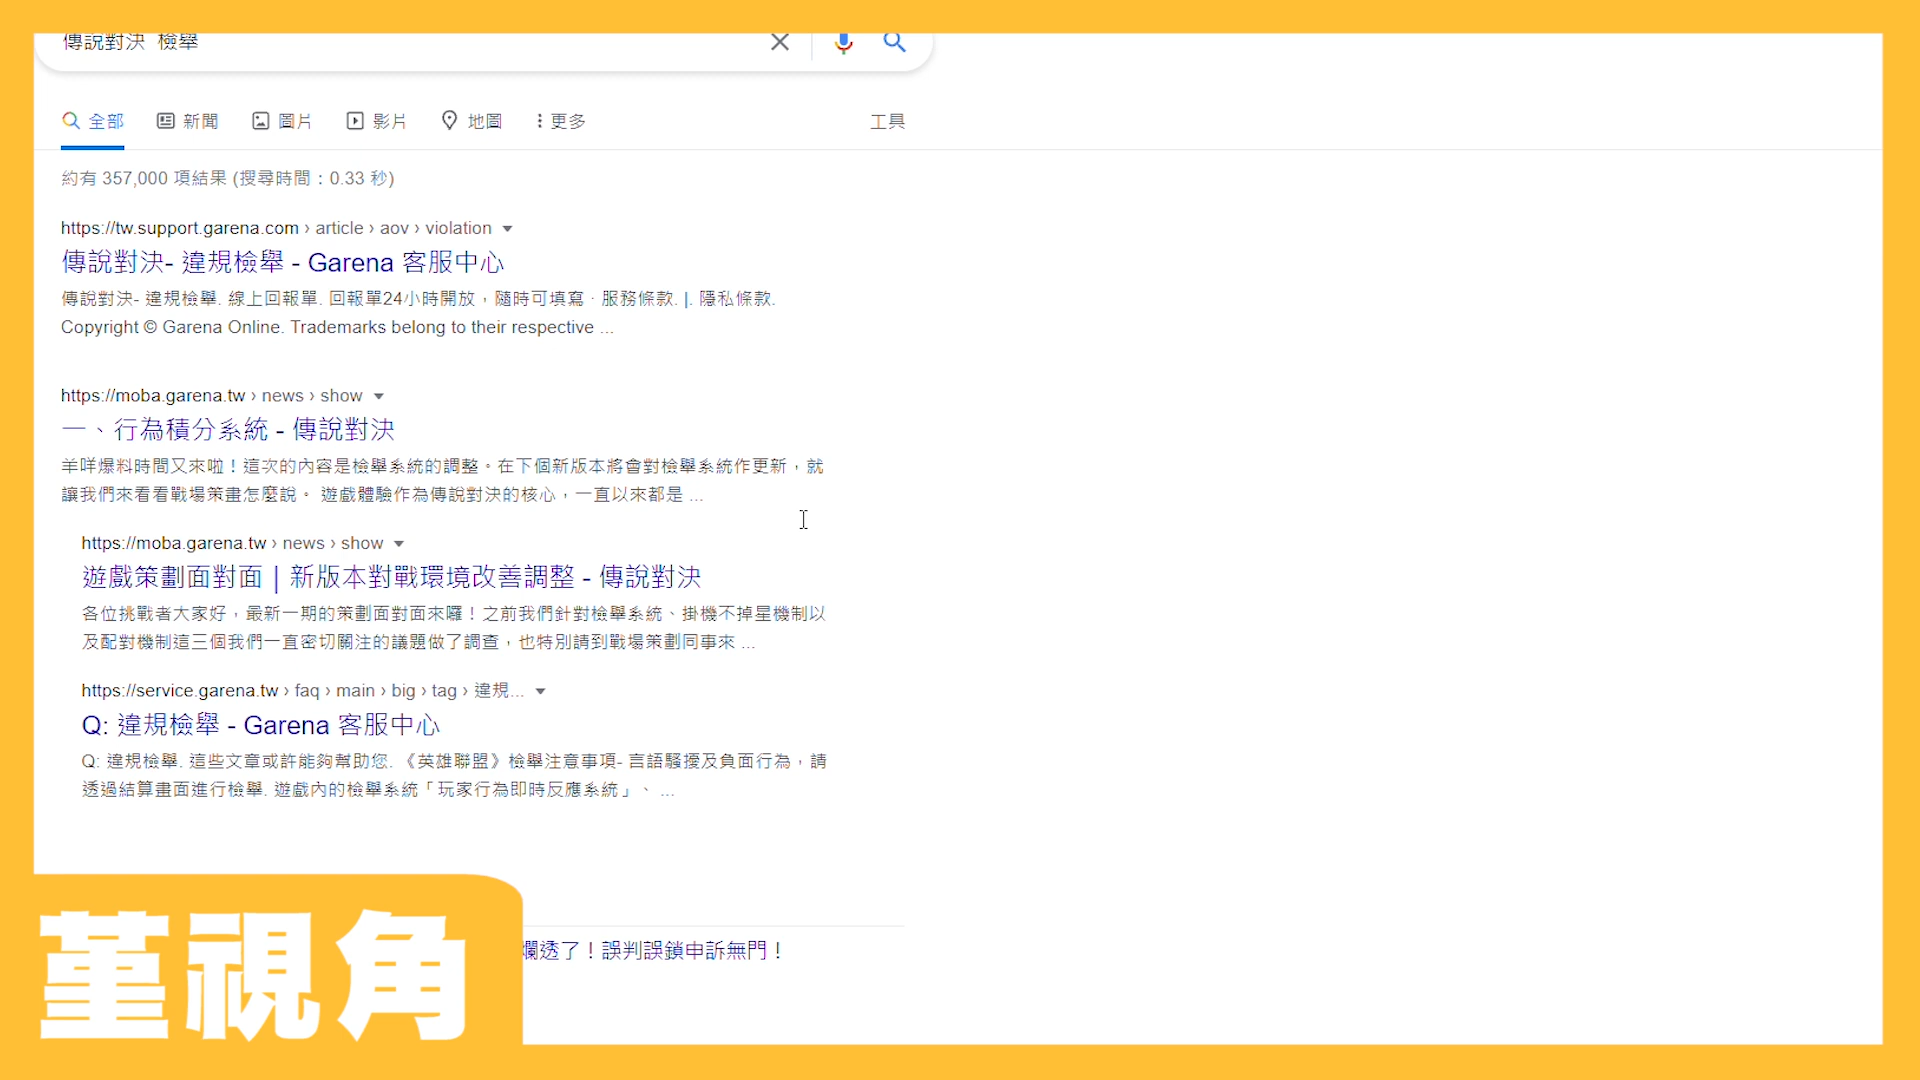 傳說對決 檢舉
全部 新聞 圖片 影片 地圖 更多 工具
約有 357,000 項結果 (搜尋時間：0.33 秒)
https://tw.support.garena.com › article › aov › violation
傳說對決- 違規檢舉 - Garena 客服中心
傳說對決- 違規檢舉. 線上回報單. 回報單24小時開放，隨時可填寫 · 服務條款. |. 隱私條款.
Copyright © Garena Online. Trademarks belong to their respective ...
https://moba.garena.tw › news › show
一、行為積分系統 - 傳說對決
羊咩爆料時間又來啦！這次的內容是檢舉系統的調整。在下個新版本將會對檢舉系統作更新，就
讓我們來看看戰場策畫怎麼說。 遊戲體驗作為傳說對決的核心，一直以來都是 ...
https://moba.garena.tw › news › show
遊戲策劃面對面｜新版本對戰環境改善調整 - 傳說對決
各位挑戰者大家好，最新一期的策劃面對面來囉！之前我們針對檢舉系統、掛機不掉星機制以
及配對機制這三個我們一直密切關注的議題做了調查，也特別請到戰場策劃同事來 ...
https://service.garena.tw › faq › main › big › tag › 違規...
Q: 違規檢舉 - Garena 客服中心
Q: 違規檢舉. 這些文章或許能夠幫助您. 《英雄聯盟》檢舉注意事項- 言語騷擾及負面行為，請
透過結算畫面進行檢舉. 遊戲內的檢舉系統「玩家行為即時反應系統」、 ...
爛透了！誤判誤鎖申訴無門！
堇視角